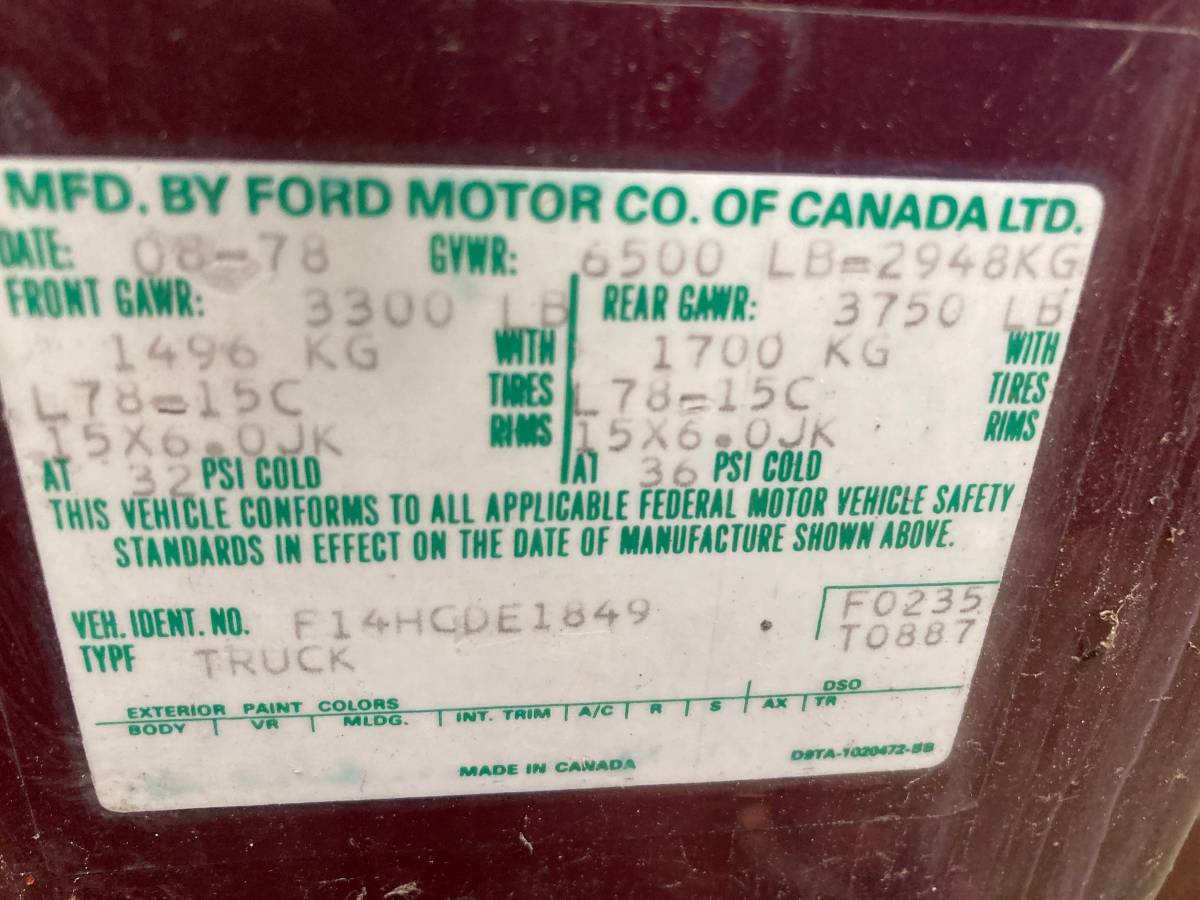 MFD. BY FORD MOTOR CO. OF CANADA LTD.
DATE: 08-78 GVWR: 6500 LB=2948KG
FRONT GAWR: 3300 LB REAR GAWR: 3750 LB
1496 KG WITH 1700 KG WITH
L78-15C TIRES L78-15C TIRES
15X6.0JK RIMS 15X6.0JK RIMS
AT 32 PSI COLD AT 36 PSI COLD
THIS VEHICLE CONFORMS TO ALL APPLICABLE FEDERAL MOTOR VEHICLE SAFETY
STANDARDS IN EFFECT ON THE DATE OF MANUFACTURE SHOWN ABOVE.
VEH. IDENT. NO. F14HCDE1849 F0235
TYPE TRUCK T0887
EXTERIOR PAINT COLORS DSO
BODY VR MLDG. INT. TRIM A/C R S AX TR
MADE IN CANADA D9TA-1020472-BB